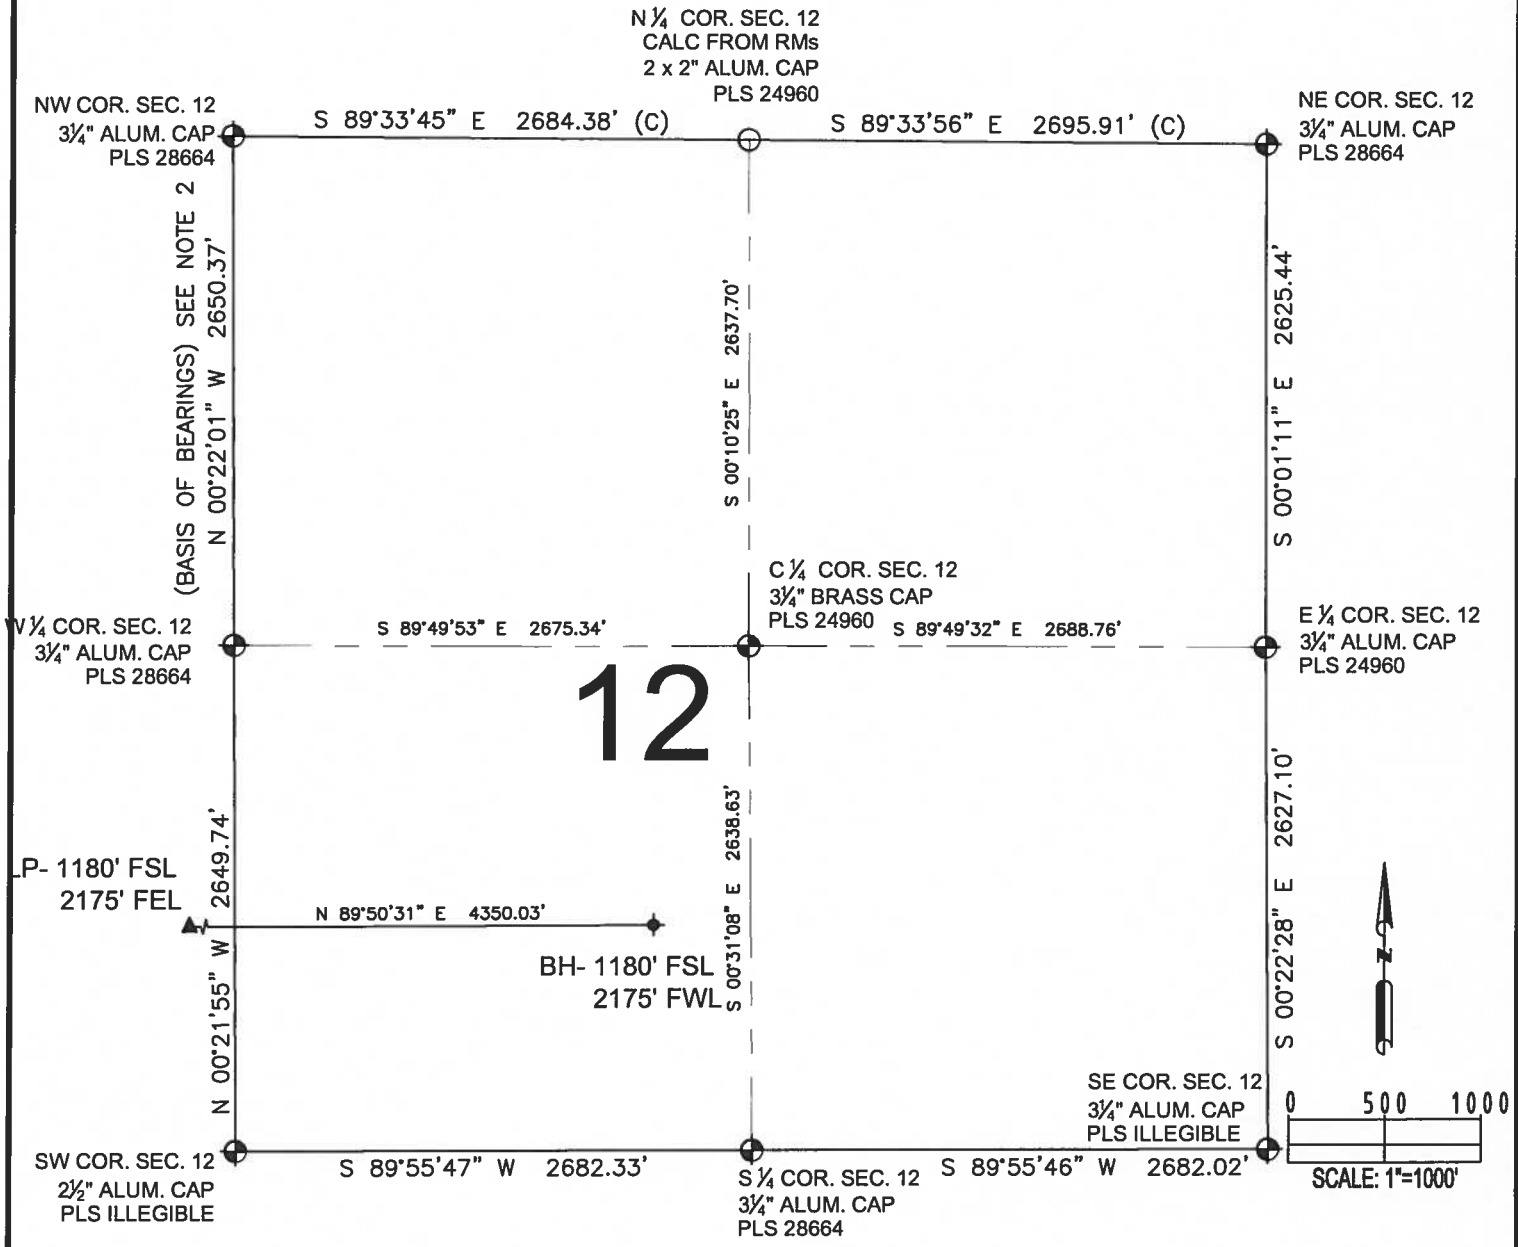 N ¼ COR. SEC. 12
CALC FROM RMs
2 x 2" ALUM. CAP
PLS 24960
NW COR. SEC. 12
3¼" ALUM. CAP
PLS 28664
S 89°33'45" E 2684.38' (C)
S 89°33'56" E 2695.91' (C)
NE COR. SEC. 12
3¼" ALUM. CAP
PLS 28664
(BASIS OF BEARINGS) SEE NOTE 2
N 00°22'01" W 2650.37'
S 00°10'25" E 2637.70'
S 00°01'11" E 2625.44'
C ¼ COR. SEC. 12
3¼" BRASS CAP
PLS 24960
W ¼ COR. SEC. 12
3¼" ALUM. CAP
PLS 28664
S 89°49'53" E 2675.34'
S 89°49'32" E 2688.76'
E ¼ COR. SEC. 12
3¼" ALUM. CAP
PLS 24960
12
N 00°21'55" W 2649.74'
S 00°31'08" E 2638.63'
S 00°22'28" E 2627.10'
LP- 1180' FSL
2175' FEL
N 89°50'31" E 4350.03'
BH- 1180' FSL
2175' FWL
N
SE COR. SEC. 12
3¼" ALUM. CAP
PLS ILLEGIBLE
0 500 1000
SCALE: 1"=1000'
SW COR. SEC. 12
2½" ALUM. CAP
PLS ILLEGIBLE
S 89°55'47" W 2682.33'
S ¼ COR. SEC. 12
3¼" ALUM. CAP
PLS 28664
S 89°55'46" W 2682.02'